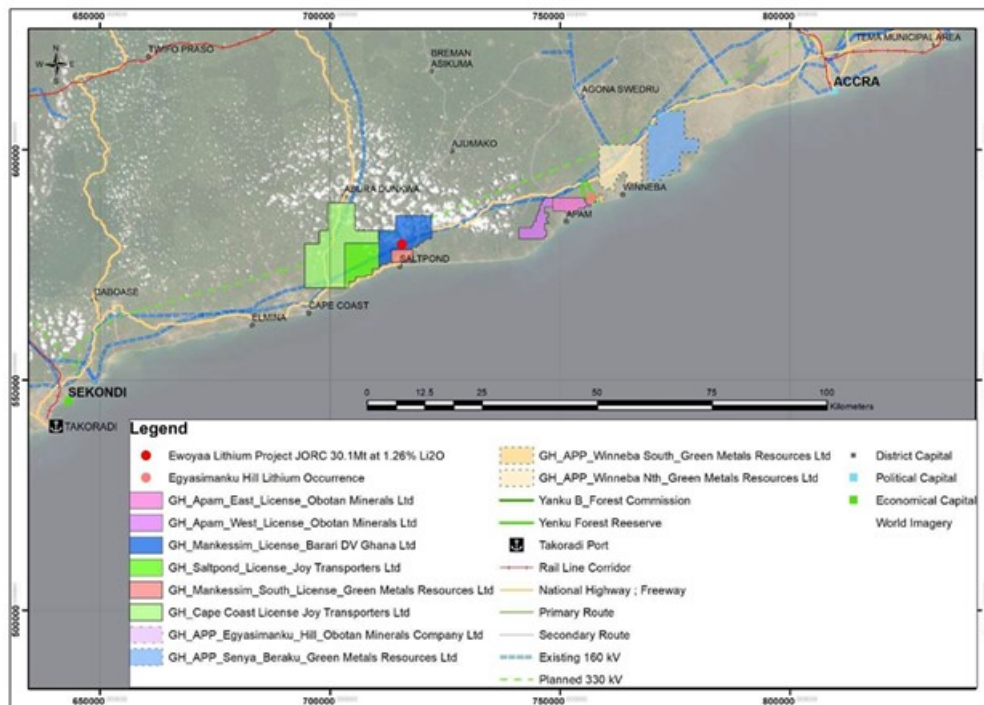 650000
700000
750000
800000
TEMA MUNICIPAL AREA
TWIFO PRASO
BREMAN
ASIKUMA
N
W E
S
ACCRA
AGONA SWEDRU
AJUMAKO
600000
ABURA DUNKWA
WINNEBA
APAM
SALTPOND
DABOASE
CAPE COAST
ELMINA
550000
SEKONDI
0 12.5 25 50 75 100
Kilometers
TAKORADI
Legend
Ewoyaa Lithium Project JORC 30.1Mt at 1.26% Li2O
Egyasimanku Hill Lithium Occurrence
GH_Apam_East_License_Obotan Minerals Ltd
GH_Apam_West_License_Obotan Minerals Ltd
GH_Mankessim_License_Barari DV Ghana Ltd
GH_Saltpond_License_Joy Transporters Ltd
GH_Mankessim_South_License_Green Metals Resources Ltd
GH_Cape Coast License Joy Transporters Ltd
GH_APP_Egyasimanku_Hill_Obotan Minerals Company Ltd
GH_APP_Senya_Beraku_Green Metals Resources Ltd
GH_APP_Winneba South_Green Metals Resources Ltd
GH_APP_Winneba Nth_Green Metals Resources Ltd
Yanku B_Forest Commission
Yenku Forest Reeserve
Takoradi Port
Rail Line Corridor
National Highway ; Freeway
Primary Route
Secondary Route
Existing 160 kV
Planned 330 kV
District Capital
Political Capital
Economical Capital
World Imagery
500000
650000
700000
750000
800000